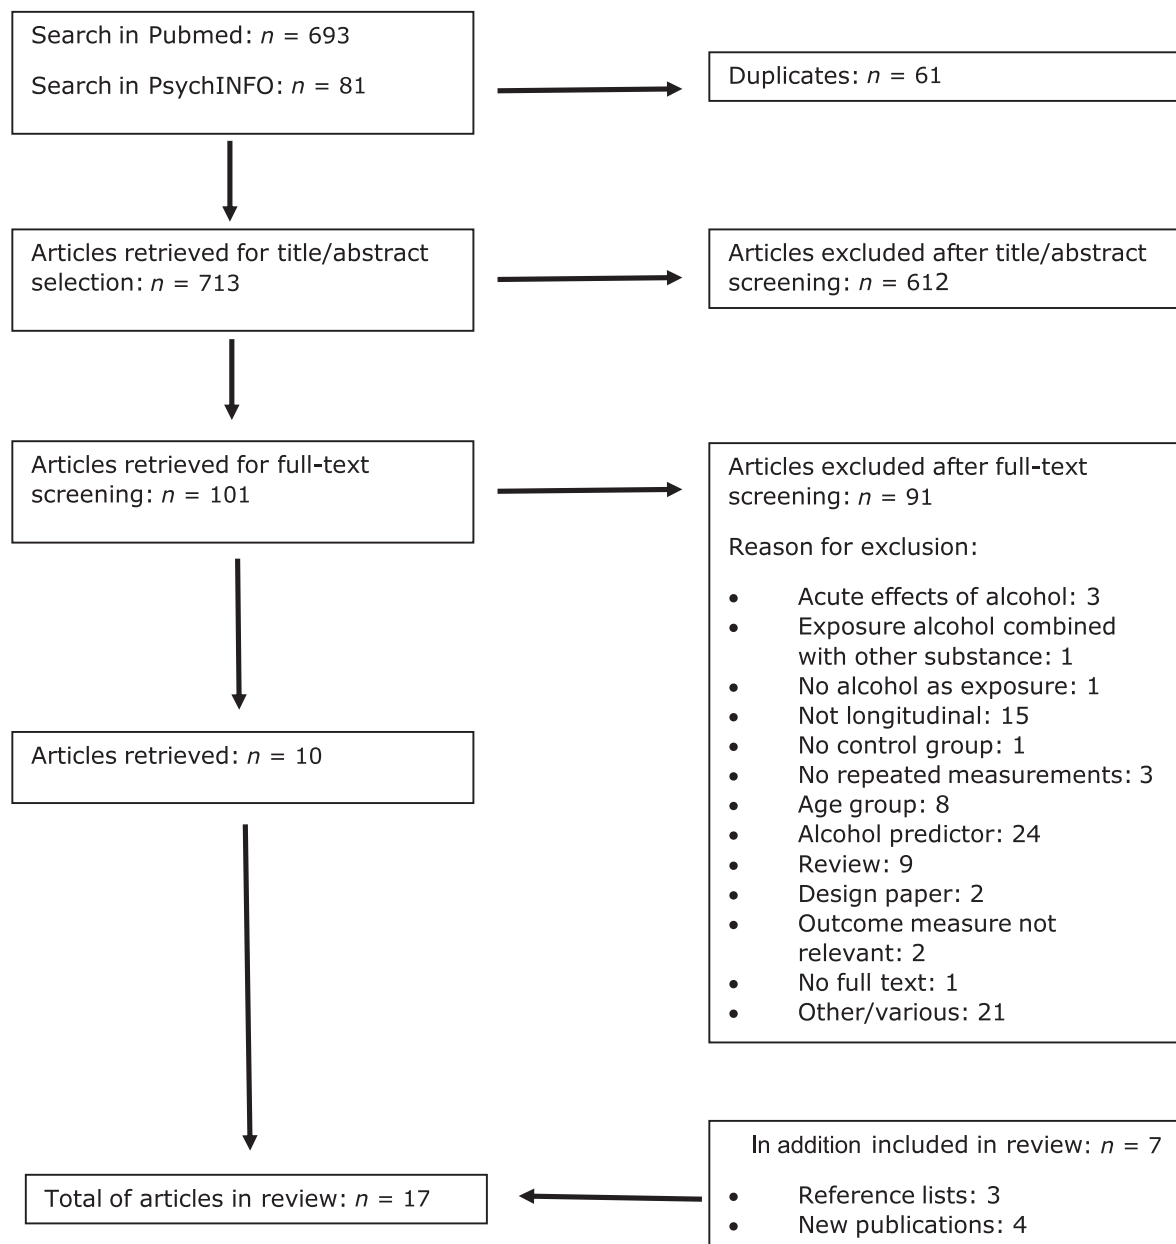 Search in Pubmed: n = 693
Search in PsychINFO: n = 81
Duplicates: n = 61
Articles retrieved for title/abstract
selection: n = 713
Articles excluded after title/abstract
screening: n = 612
Articles retrieved for full-text
screening: n = 101
Articles excluded after full-text
screening: n = 91
Reason for exclusion:
• Acute effects of alcohol: 3
• Exposure alcohol combined
with other substance: 1
• No alcohol as exposure: 1
• Not longitudinal: 15
• No control group: 1
• No repeated measurements: 3
• Age group: 8
• Alcohol predictor: 24
• Review: 9
• Design paper: 2
• Outcome measure not
relevant: 2
• No full text: 1
• Other/various: 21
Articles retrieved: n = 10
In addition included in review: n = 7
• Reference lists: 3
• New publications: 4
Total of articles in review: n = 17